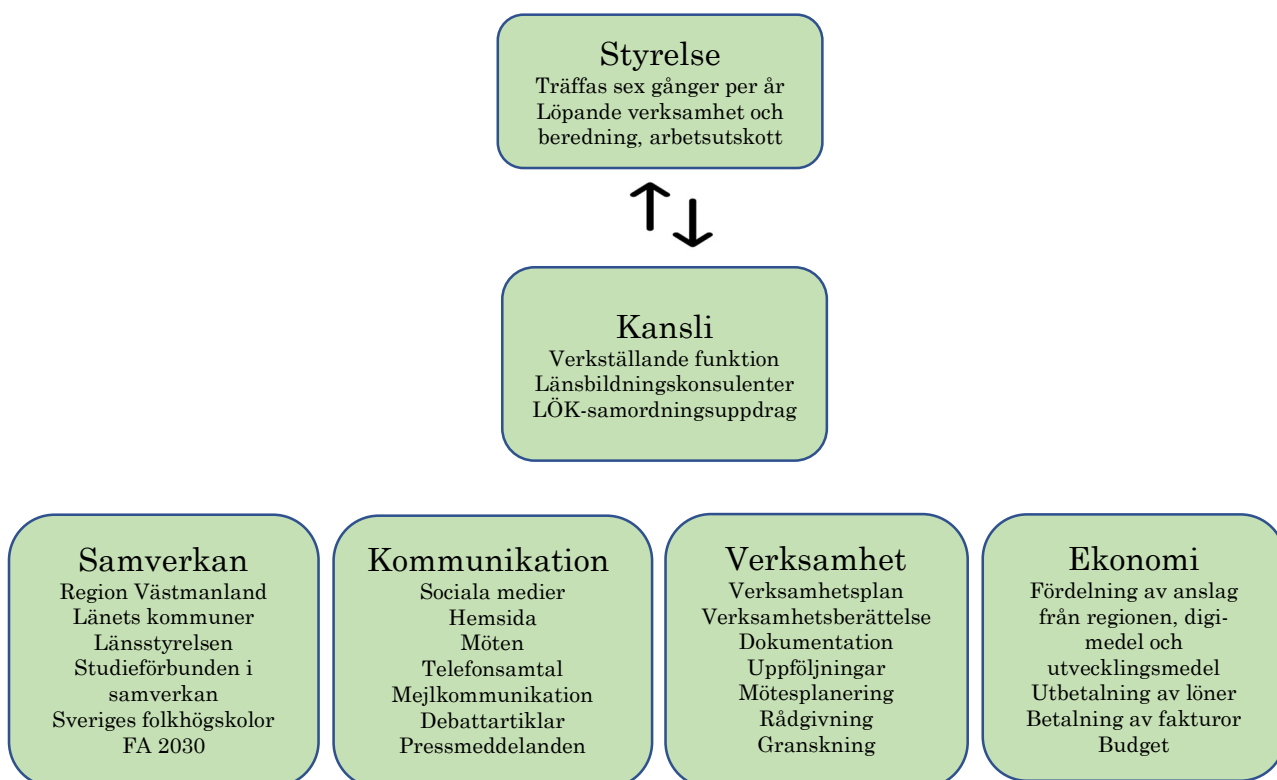 Styrelse
Träffas sex gånger per år
Löpande verksamhet och
beredning, arbetsutskott
Kansli
Verkställande funktion
Länsbildningskonsulenter
LÖK-samordningsuppdrag
Samverkan
Region Västmanland
Länets kommuner
Länsstyrelsen
Studieförbunden i
samverkan
Sveriges folkhögskolor
FA 2030
Kommunikation
Sociala medier
Hemsida
Möten
Telefonsamtal
Mejlkommunikation
Debattartiklar
Pressmeddelanden
Verksamhet
Verksamhetsplan
Verksamhetsberättelse
Dokumentation
Uppföljningar
Mötesplanering
Rådgivning
Granskning
Ekonomi
Fördelning av anslag
från regionen, digi-
medel och
utvecklingsmedel
Utbetalning av löner
Betalning av fakturor
Budget